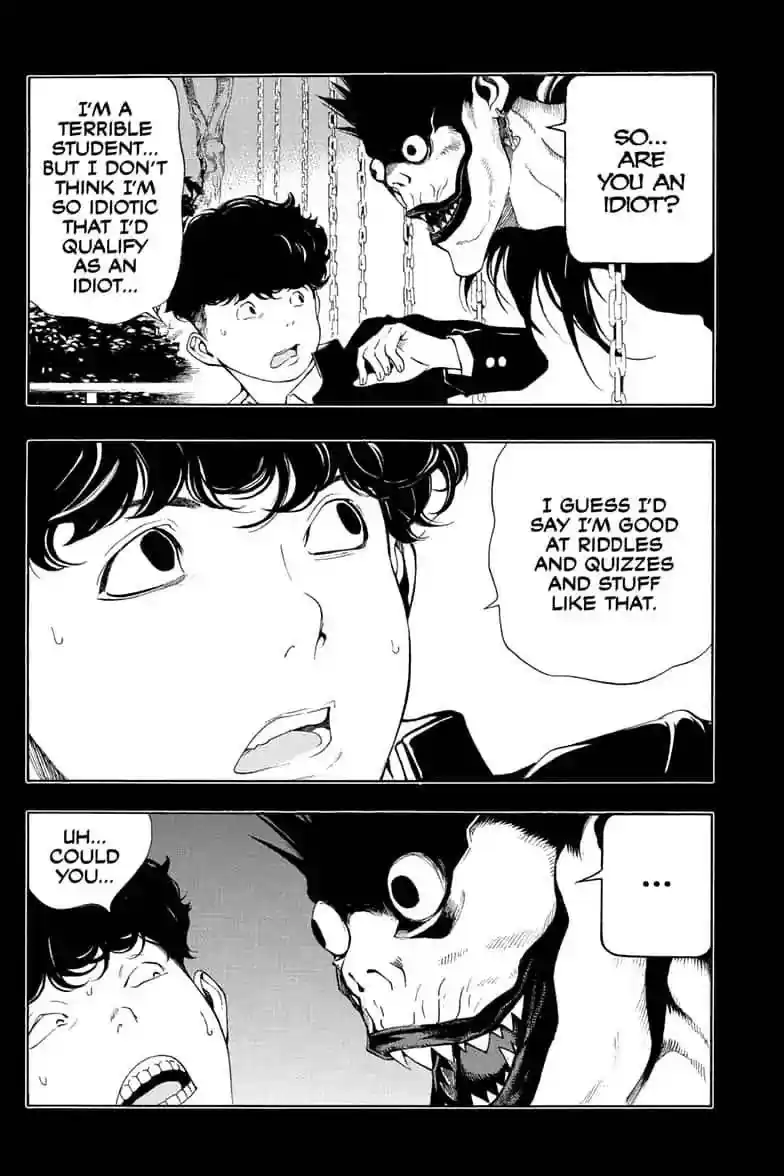 SO...
ARE
YOU AN
IDIOT?
I'M A
TERRIBLE
STUDENT...
BUT I DON'T
THINK I'M
SO IDIOTIC
THAT I'D
QUALIFY
AS AN
IDIOT...
I GUESS I'D
SAY I'M GOOD
AT RIDDLES
AND QUIZZES
AND STUFF
LIKE THAT.
...
UH...
COULD
YOU...